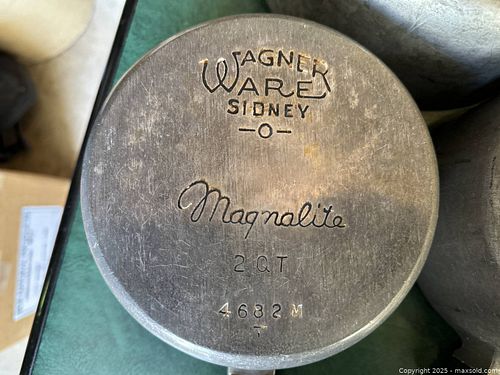 WAGNER
WARE
SIDNEY
-O-
Magnalite
2 QT
4682 M
Copyright © 2025 - maxsold.com